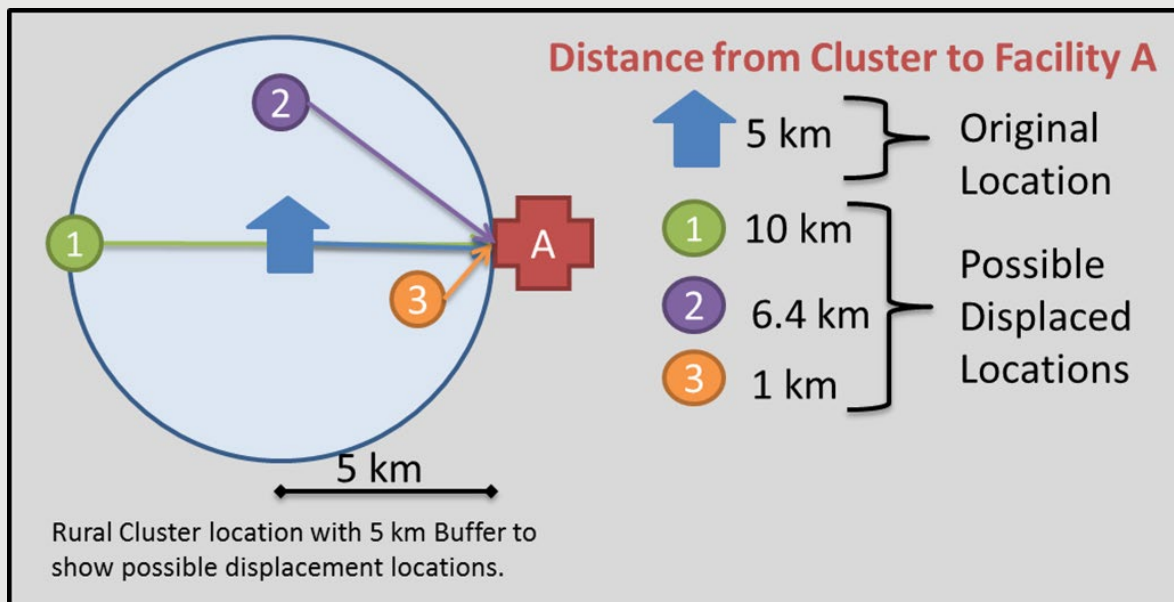 Distance from Cluster to Facility A
2
5 km
Original
Location
1
A
3
1
10 km
2
6.4 km
3
1 km
Possible
Displaced
Locations
5 km
Rural Cluster location with 5 km Buffer to
show possible displacement locations.